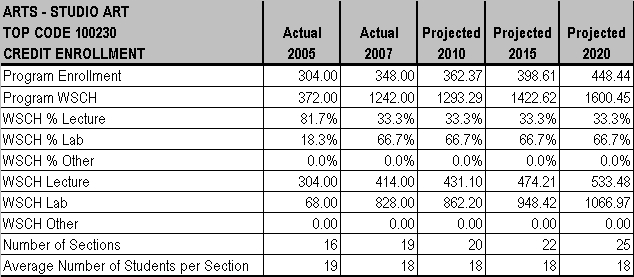 ARTS - STUDIO ART
TOP CODE 100230 Actual Actual Projected Projected Projected
CREDIT ENROLLMENT 2005 2007 2010 2015 2020
Program Enrollment 304.00 348.00 362.37 398.61 448.44
Program WSCH 372.00 1242.00 1293.29 1422.62 1600.45
WSCH % Lecture 81.7% 33.3% 33.3% 33.3% 33.3%
WSCH % Lab 18.3% 66.7% 66.7% 66.7% 66.7%
WSCH % Other 0.0% 0.0% 0.0% 0.0% 0.0%
WSCH Lecture 304.00 414.00 431.10 474.21 533.48
WSCH Lab 68.00 828.00 862.20 948.42 1066.97
WSCH Other 0.00 0.00 0.00 0.00 0.00
Number of Sections 16 19 20 22 25
Average Number of Students per Section 19 18 18 18 18